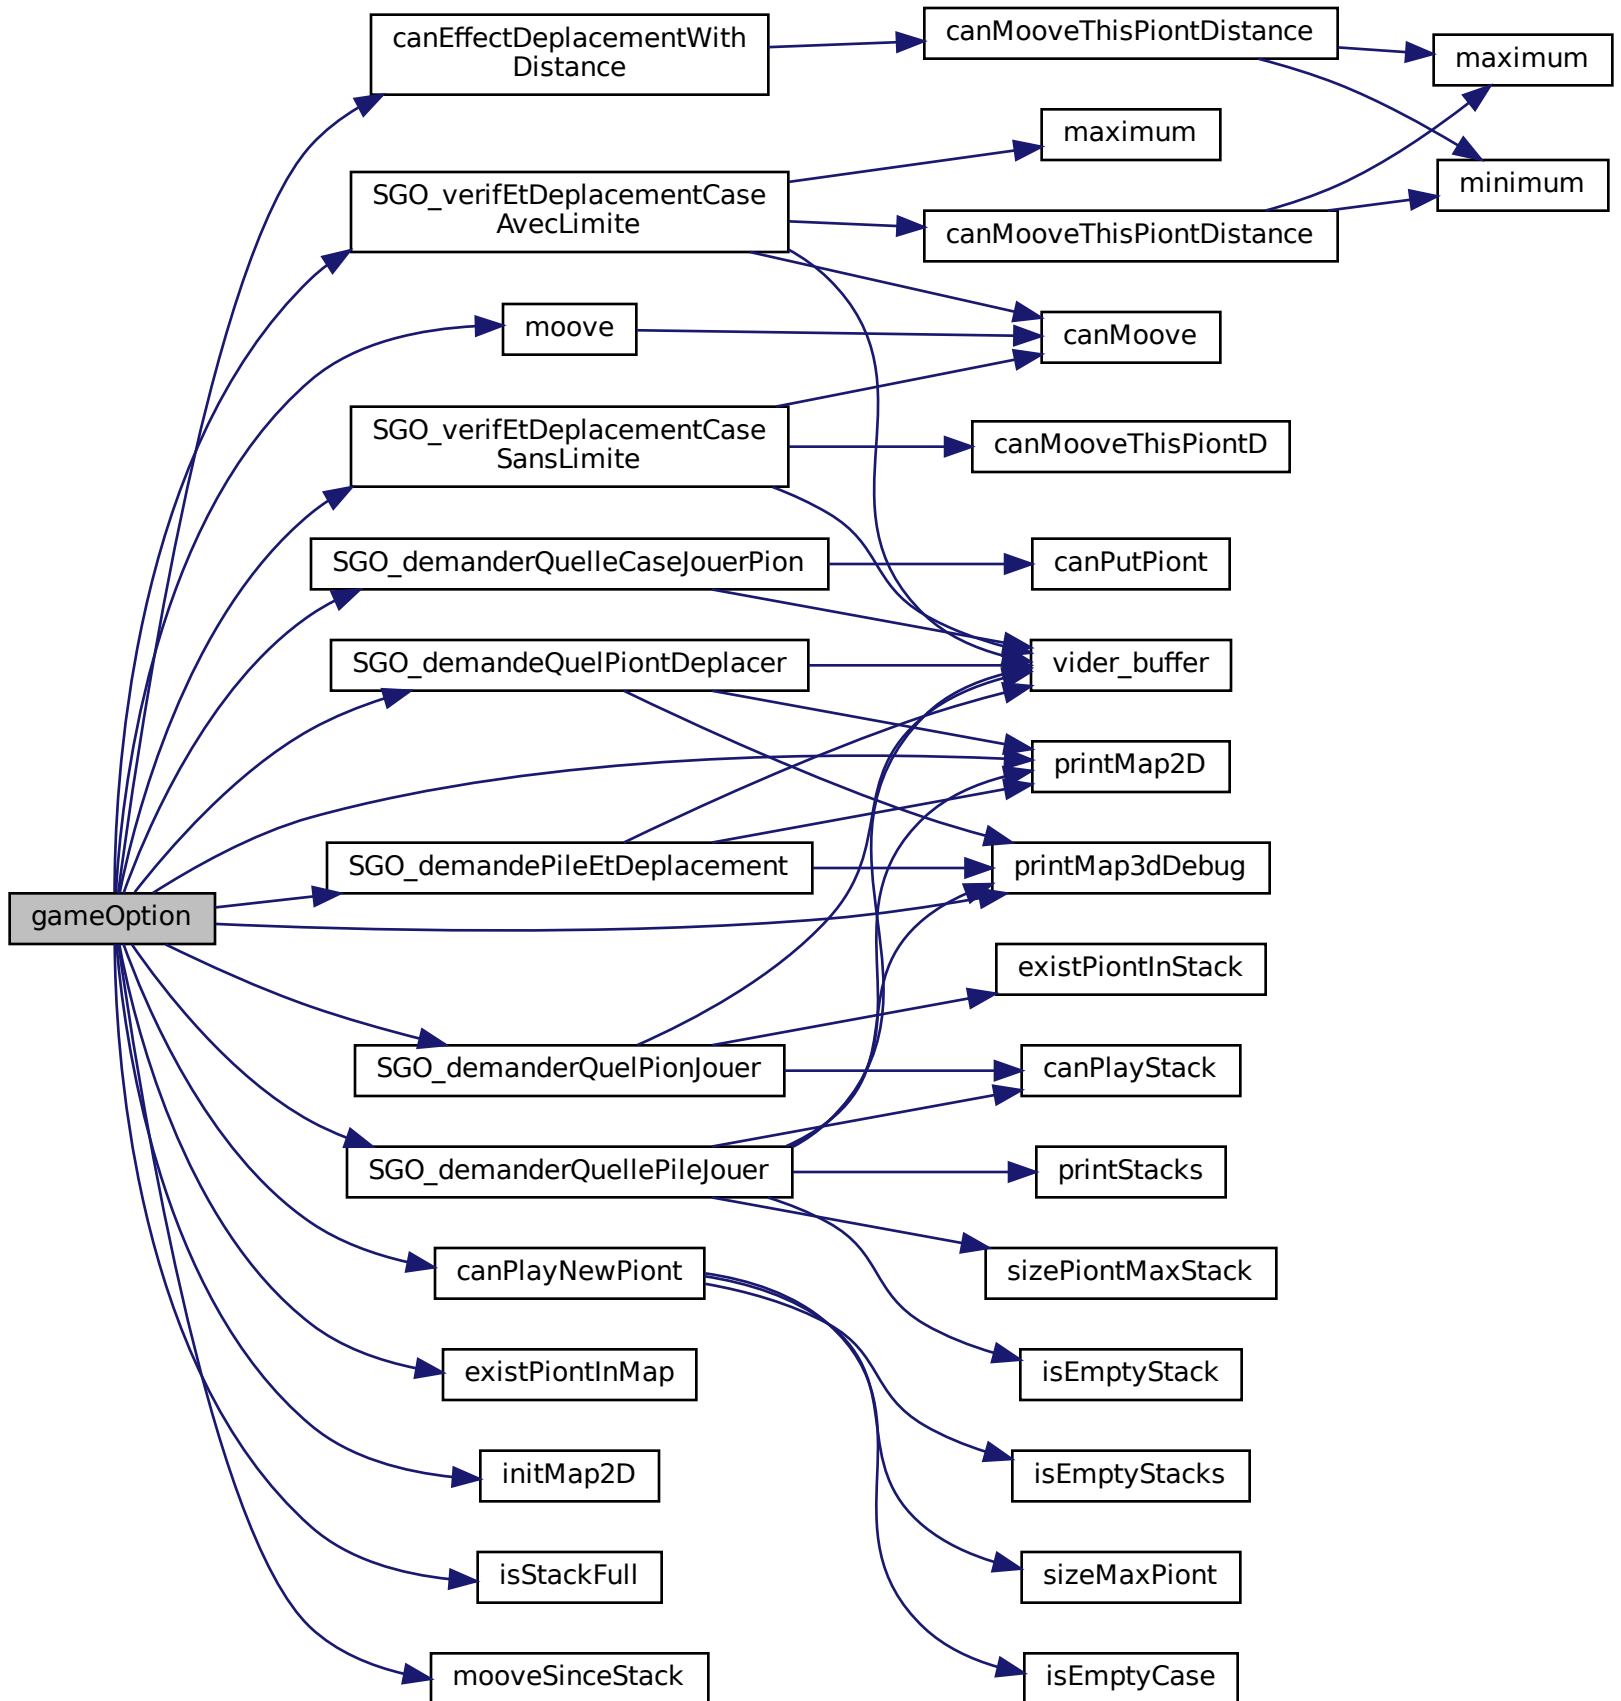 canEffectDeplacementWith
Distance
canMooveThisPiontDistance
maximum
maximum
SGO_verifEtDeplacementCase
AvecLimite
minimum
canMooveThisPiontDistance
moove
canMoove
SGO_verifEtDeplacementCase
SansLimite
canMooveThisPiontD
SGO_demanderQuelleCaseJouerPion
canPutPiont
SGO_demandeQuelPiontDeplacer
vider_buffer
printMap2D
SGO_demandePileEtDeplacement
printMap3dDebug
gameOption
existPiontInStack
SGO_demanderQuelPionJouer
canPlayStack
SGO_demanderQuellePileJouer
printStacks
canPlayNewPiont
sizePiontMaxStack
existPiontInMap
isEmptyStack
initMap2D
isEmptyStacks
isStackFull
sizeMaxPiont
mooveSinceStack
isEmptyCase